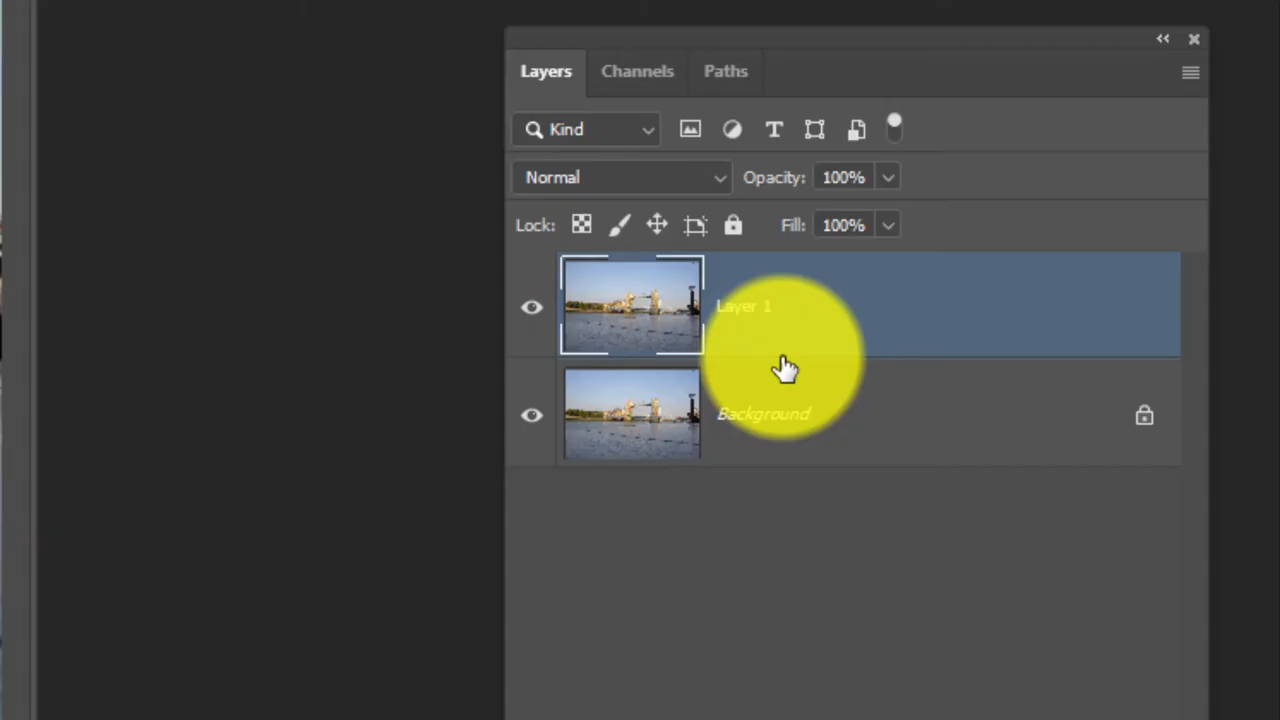 Layers Channels Paths
Kind T
Normal Opacity: 100%
Lock: Fill: 100%
Layer 1
Background